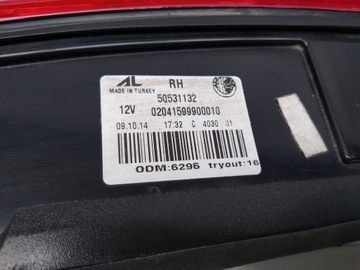 AL RH
MADE IN TURKEY 50531132
12V 02041599900010
09.10.14 17:32 C 4030 01
ODM:6296 tryout:16